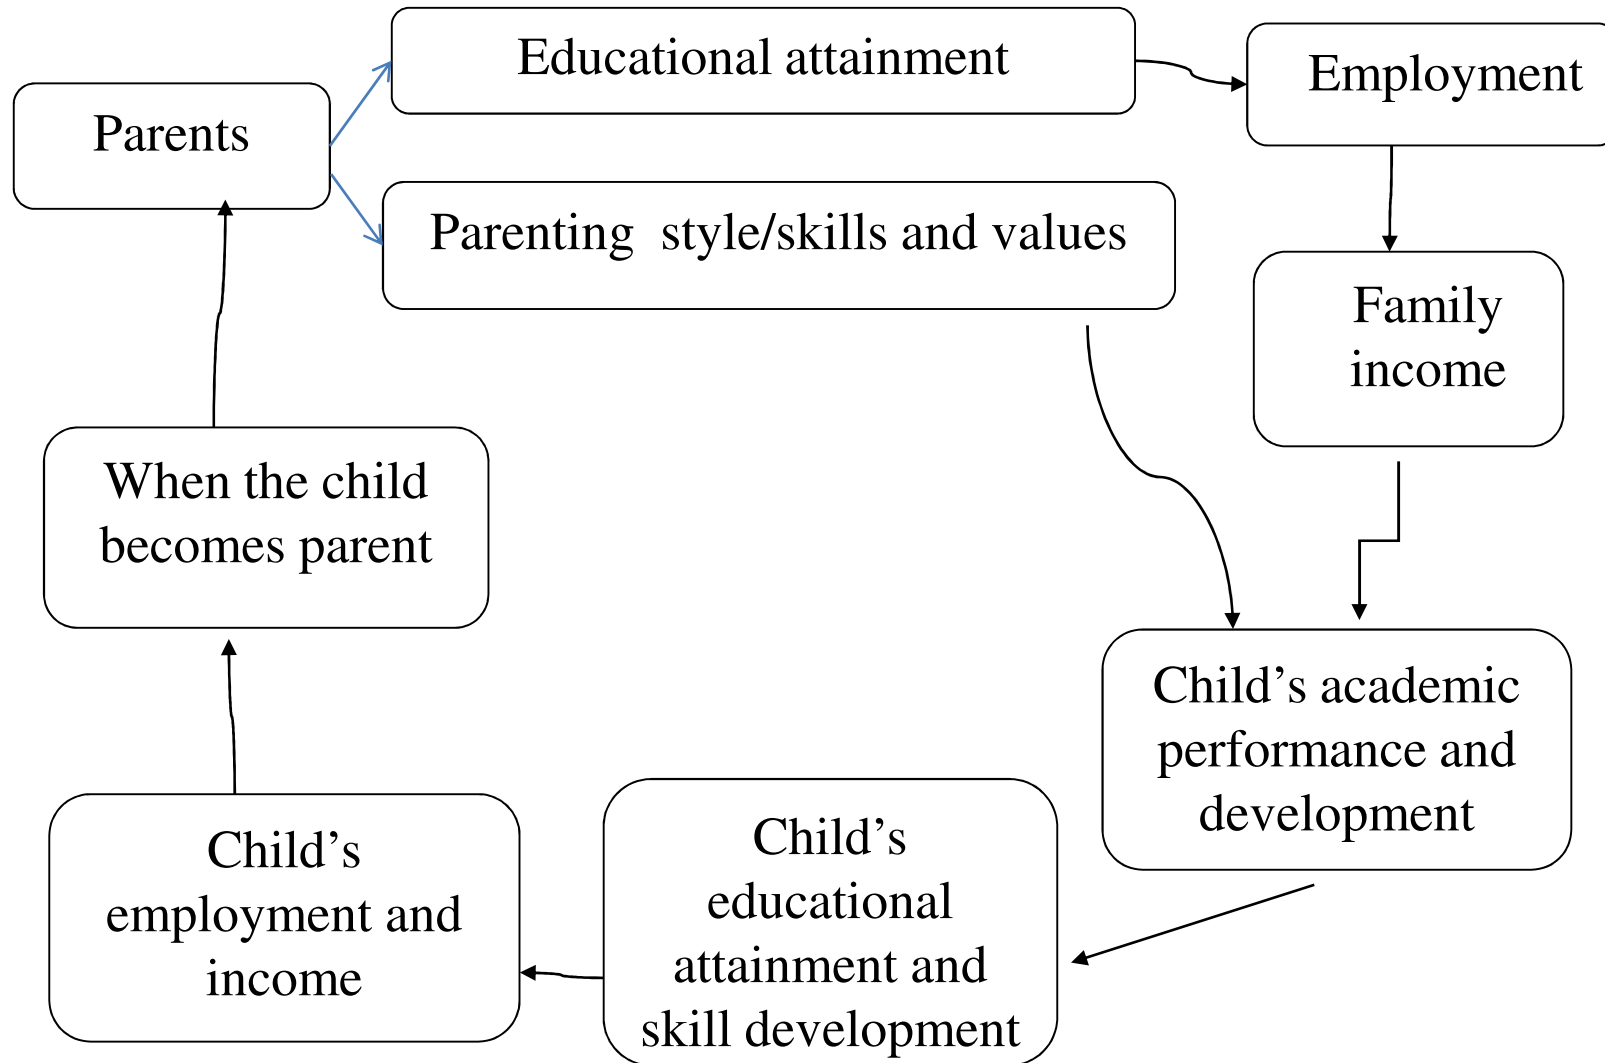 Educational attainment
Employment
Parents
Parenting  style/skills and values
Family
income
When the child
becomes parent
Child’s academic
performance and
development
Child’s
educational
attainment and
skill development
Child’s
employment and
income